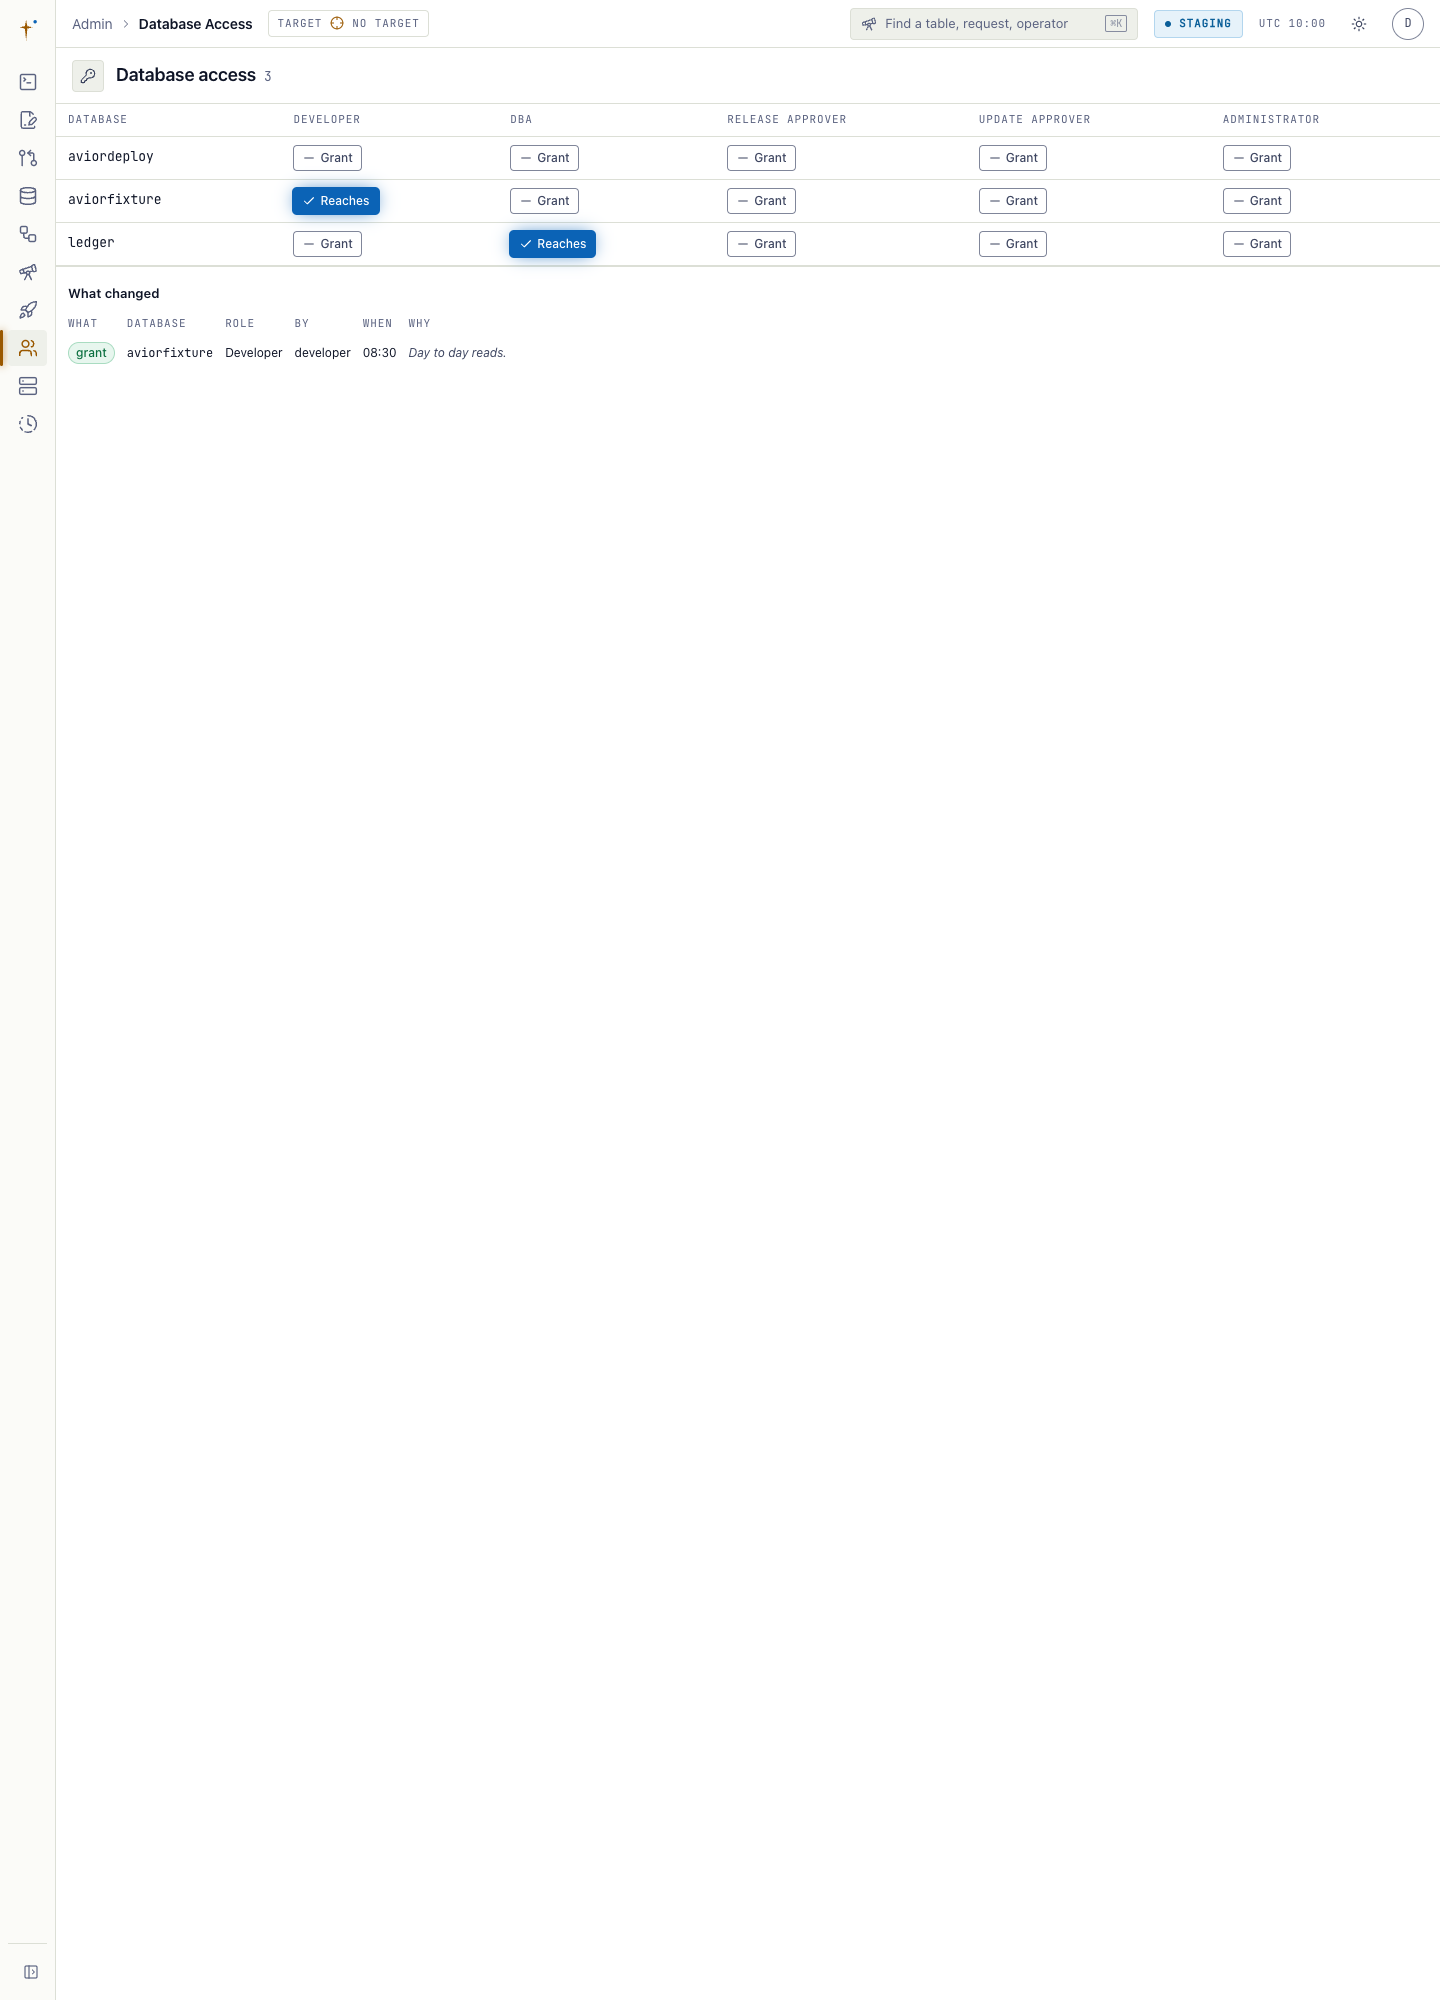 Admin > Database Access TARGET NO TARGET Find a table, request, operator ⌘K STAGING UTC 10:00 D
Database access 3
DATABASE DEVELOPER DBA RELEASE APPROVER UPDATE APPROVER ADMINISTRATOR
aviordeploy — Grant — Grant — Grant — Grant — Grant
aviorfixture ✓ Reaches — Grant — Grant — Grant — Grant
ledger — Grant ✓ Reaches — Grant — Grant — Grant
What changed
WHAT DATABASE ROLE BY WHEN WHY
grant aviorfixture Developer developer 08:30 Day to day reads.